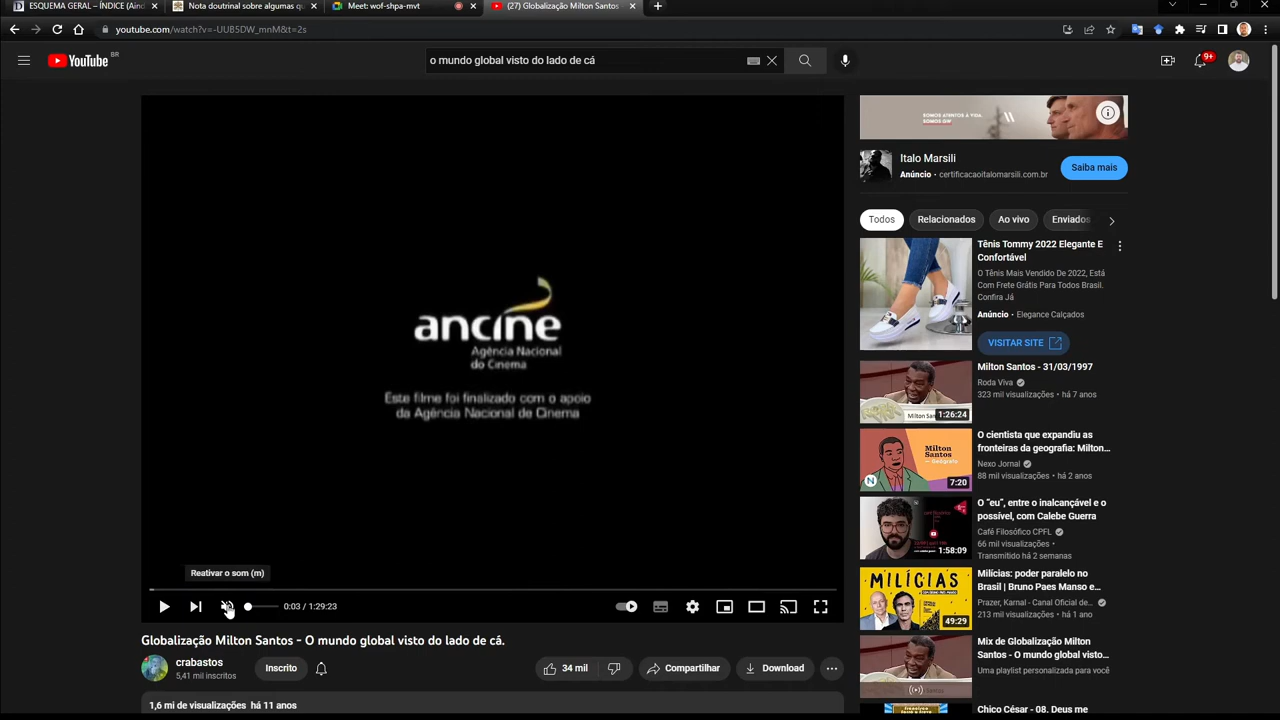 ESQUEMA GERAL – ÍNDICE (Aind
Nota doutrinal sobre algumas qu
Meet: wof-shpa-mvt
(27) Globalização Milton Santos
youtube.com/watch?v=-UUB5DW_mnM&t=2s
YouTube BR
o mundo global visto do lado de cá
9+
ancine
Agência Nacional
do Cinema
Este filme foi finalizado com o apoio
da Agência Nacional de Cinema
Reativar o som (m)
0:03 / 1:29:23
Globalização Milton Santos - O mundo global visto do lado de cá.
crabastos
5,41 mil inscritos
Inscrito
34 mil
Compartilhar
Download
1,6 mi de visualizações há 11 anos
SOMOS ATENTOS À VIDA.
Italo Marsili
Anúncio • certificacaoitalomarsili.com.br
Saiba mais
Todos
Relacionados
Ao vivo
Enviados
Tênis Tommy 2022 Elegante E
Confortável
O Tênis Mais Vendido De 2022, Está
Com Frete Grátis Para Todos Brasil.
Confira Já
Anúncio • Elegance Calçados
VISITAR SITE
Milton Santos - 31/03/1997
Roda Viva
323 mil visualizações • há 7 anos
1:26:24
O cientista que expandiu as
fronteiras da geografia: Milton...
Nexo Jornal
88 mil visualizações • há 2 anos
Milton
Santos
N
7:20
O “eu”, entre o inalcançável e o
possível, com Calebe Guerra
Café Filosófico CPFL
66 mil visualizações •
Transmitido há 2 semanas
1:58:09
Milícias: poder paralelo no
Brasil | Bruno Paes Manso e...
Prazer, Karnal - Canal Oficial de...
213 mil visualizações • há 1 ano
MILÍCIAS
49:29
Mix de Globalização Milton
Santos - O mundo global visto...
Uma playlist personalizada para você
Chico César - 08. Deus me